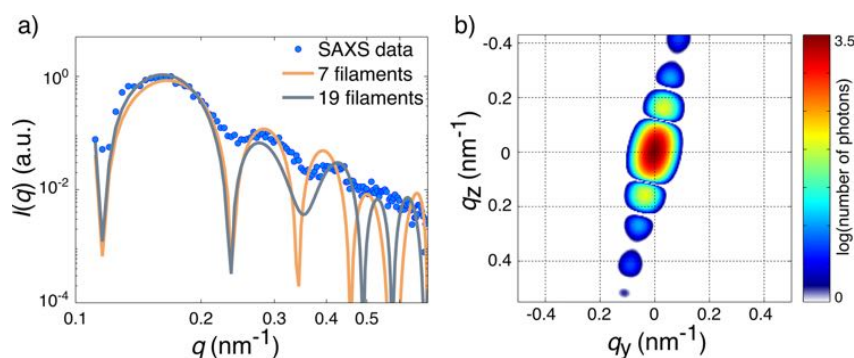 a)
SAXS data
7 filaments
19 filaments
I(q) (a.u.)
10^0
10^-2
10^-4
0.1
0.2
0.3
0.4
0.5
q (nm^-1)
b)
-0.4
-0.2
0
0.2
0.4
qz (nm^-1)
-0.4
-0.2
0
0.2
0.4
qy (nm^-1)
3.5
0
log(number of photons)